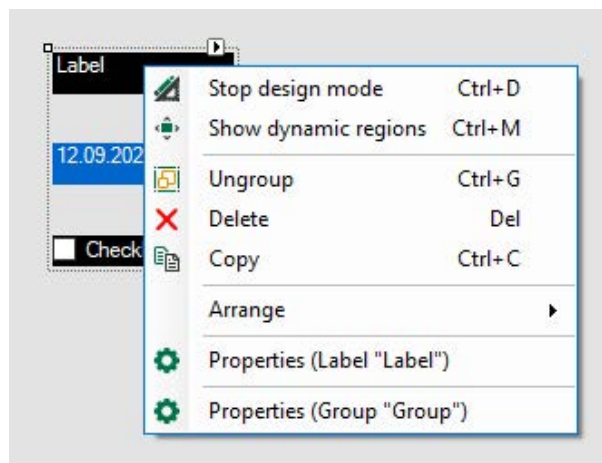 Label
Stop design mode Ctrl+D
Show dynamic regions Ctrl+M
12.09.202
Ungroup Ctrl+G
Delete Del
Check
Copy Ctrl+C
Arrange
Properties (Label "Label")
Properties (Group "Group")